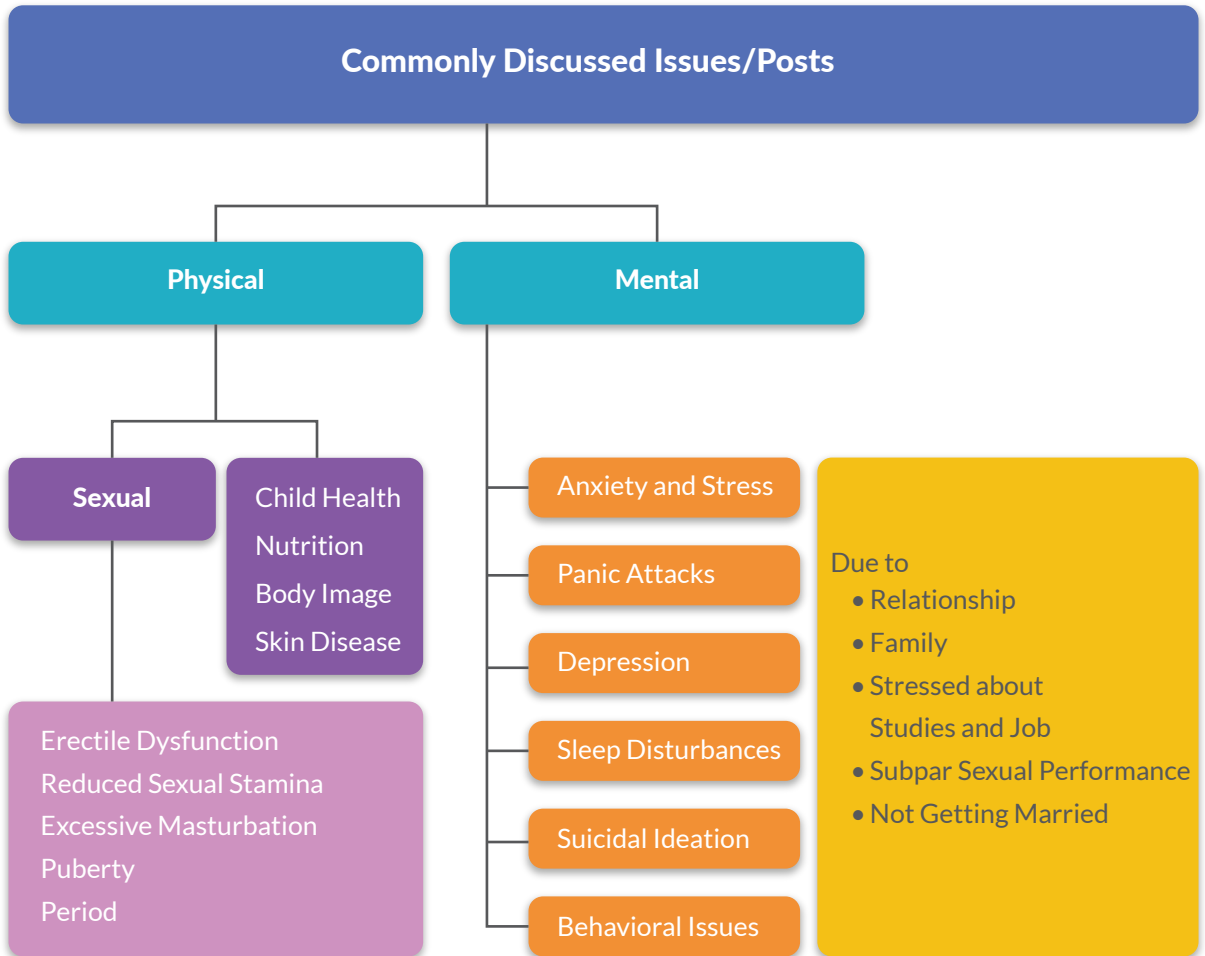 Commonly Discussed Issues/Posts
Physical
Mental
Sexual
Child Health
Nutrition
Body Image
Skin Disease
Erectile Dysfunction
Reduced Sexual Stamina
Excessive Masturbation
Puberty
Period
Anxiety and Stress
Panic Attacks
Depression
Sleep Disturbances
Suicidal Ideation
Behavioral Issues
Due to
• Relationship
• Family
• Stressed about
Studies and Job
• Subpar Sexual Performance
• Not Getting Married